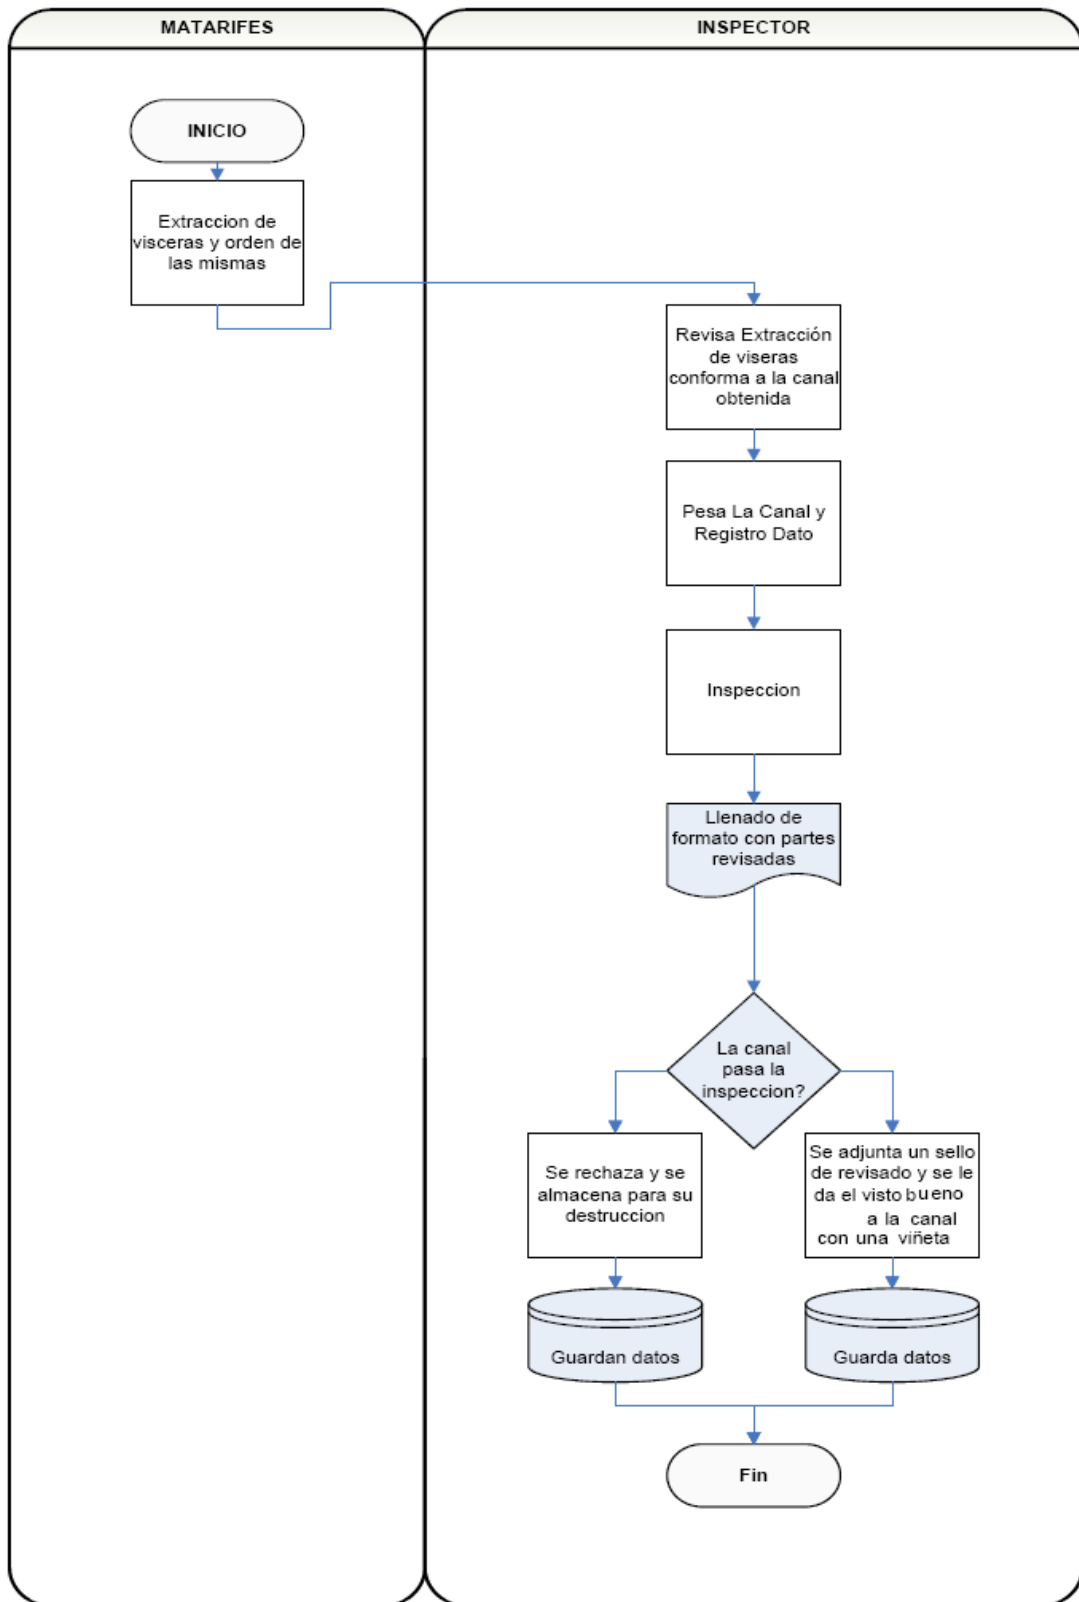 MATARIFES
INSPECTOR
INICIO
Extraccion de
visceras y orden de
las mismas
Revisa Extracción
de viseras
conforma a la canal
obtenida
Pesa La Canal y
Registro Dato
Inspeccion
Llenado de
formato con partes
revisadas
La canal
pasa la
inspeccion?
Se rechaza y se
almacena para su
destruccion
Se adjunta un sello
de revisado y se le
da el visto bueno
a la canal
con una viñeta
Guardan datos
Guarda datos
Fin